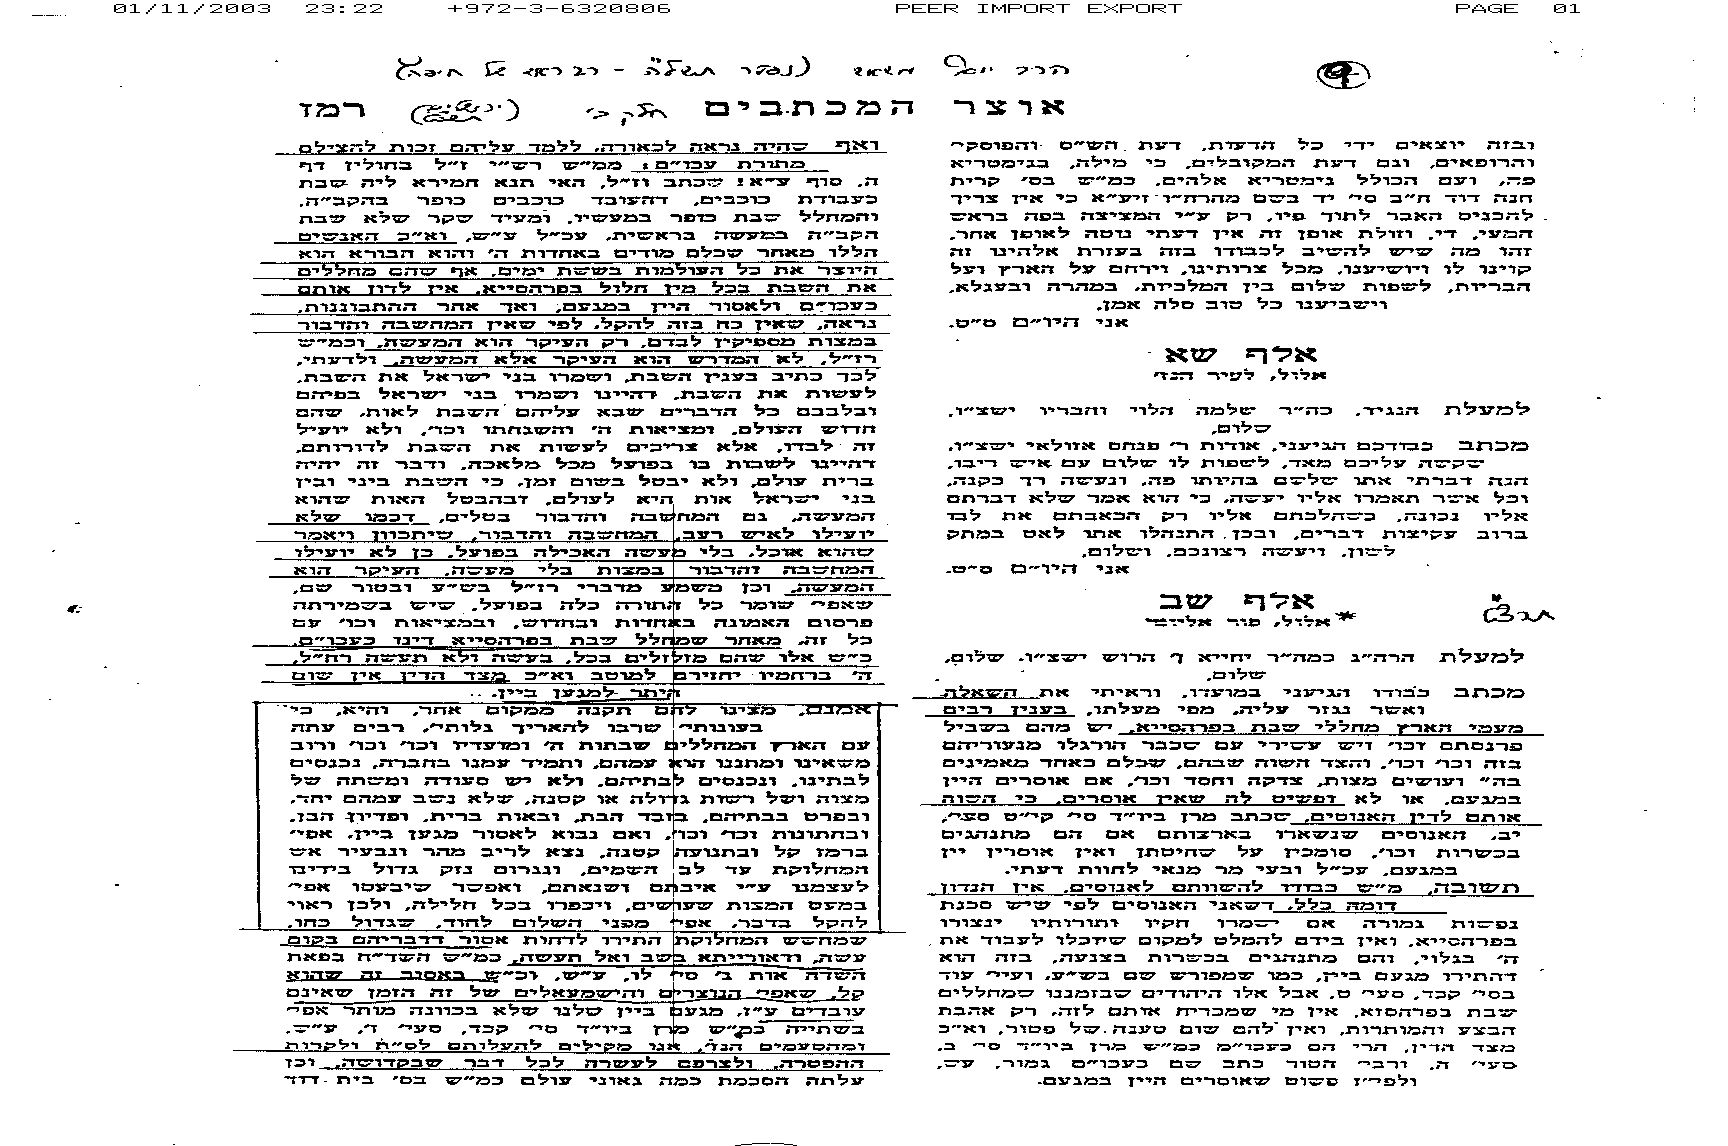 01/11/2003 23:22 +972-3-6320806 PEER IMPORT EXPORT PAGE 01
הרב יוסף משאש
אוצר המכתבים חלק ב׳ רמז
ובזה יוצאים ידי כל הדעות, דעת הש״ס והפוסקי׳
והרופאים, וגם דעת המקובלים, כי מילה, בגימטריא
פה, ועם הכולל גימטריא אלהים, כמ״ש בס׳ קרית
חנה דוד ח״ב סי׳ יד בשם מהרח״ו זיע״א כי אין צריך
להכניס האבר לתוך פיו, רק ע״י המציצה בפה בראש
המעי, די, וזולת אופן זה אין דעתי נוטה לאופן אחר,
זהו מה שיש להשיב לכבודו בזה בעזרת אלהינו זה
קוינו לו ויושיענו, מכל צרותינו, וירחם על הארץ ועל
הבריות, לשפות שלום בין המלכיות, במהרה ובעגלא,
וישביענו כל טוב סלה אמן,
אני היו״ם ס״ט.
אלף שא
אלול, לעיר הנז׳
למעלת הנגיד, כה״ר שלמה הלוי וחבריו ישצ״ו,
שלום,
מכתב כבודכם הגיעני, אודות ר׳ פנחם אזולאי ישצ״ו,
שקשה עליכם מאד, לשפות לו שלום עם איש ריבו,
הנה דברתי אתו שלשם בהיותו פה, ונעשה רך כקנה,
וכל אשר תאמרו אליו יעשה, כי הוא אמר שלא דברתם
אליו נכונה, כשהלכתם אליו רק הכאבתם את לבו
ברוב עקיצות דברים, ובכן התנהלו אתו לאט במתק
לשון, ויעשה רצונכם, ושלום,
אני היו״ם ס״ט.
אלף שב
אלול, פור אלייטי
למעלת הרה״ג כמה״ר יחייא ף הרוש ישצ״ו. שלום,
שלום,
מכתב כבודו הגיעני במועדו, וראיתי את השאלה
ואשר נגזר עליה, מפי מעלתו, בענין רבים
מעמי הארץ מחללי שבת בפרהסייא, יש מהם בשביל
פרנסתם וכו׳ ויש עשירי עם שכבר הורגלו מנעוריהם
בזה וכו׳ וכו׳, והצד השוה שבהם, שכלם כאחד מאמינים
בה״ ועושים מצות, צדקה וחסד וכו׳, אם אוסרים היין
במגעם, או לא ופשיט לה שאין אוסרים, כי השוה
אותם לדין האנוסים, שכתב מרן ביו״ד סי׳ קי״ט סעי׳,
יב, האנוסים שנשארו בארצותם אם הם מתנהגים
בכשרות וכו׳, סומכין על שחיטתן ואין אוסרין יין
במגעם, עכ״ל ובעי מר מנאי לחוות דעתי.
תשובה, מ״ש כבודו להשוותם לאנוסים, אין הנדון
דומה כלל, דשאני האנוסים לפי שיש סכנת
נפשות גמורה אם ישמרו חקיו ותורותיו ינצורו
בפרהסייא, ואין בידם להמלט למקום שיוכלו לעבוד את
ה׳ בגלוי, והם מתנהגים בכשרות בצנעה, בזה הוא
דהתירו מגעם ביין, כמו שמפורש שם בש״ע, ועיי׳ עוד
בסי׳ קכד, סעי׳ ט, אבל אלו היהודים שבזמננו שמחללים
שבת בפרהסיא, אין מי שמכריח אותם לזה, רק אהבת
הבצע והמותרות, ואין להם שום טענה של פטור, וא״כ
מצד הדין, הרי הם כעכו״מ כמ״ש מרן ביו״ד סי׳ ב,
סעי׳ ה, ורבי׳ הטור כתב שם כעכו״ם גמור, עש,
ולפי״ז פשוט שאוסרים היין במגעם.
ואף שהיה נראה לכאורה, ללמד עליהם זכות להצילם
מתורת עכו״ם: ממ״ש רש״י ז״ל בחולין דף
ה, סוף ע״א: שכתב וז״ל, האי תנא חמירא ליה שבת
כעבודת כוכבים, דהעובד כוכבים כופר בהקב״ה,
והמחלל שבת כופר במעשיו, ומעיד שקר שלא שבת
הקב״ה במעשה בראשית, עכ״ל ע״ש, וא״כ האנשים
הללו מאחר שכלם מודים באחדות ה׳ והוא הבורא הוא
היוצר את כל העולמות בששת ימים, אף שהם מחללים
את השבת בכל מין חלול בפרהסייא, אין לדון אותם
כעכו״ם ולאסור היין במגעם, ואך אחר ההתבוננות,
נראה, שאין כח בזה להקל, לפי שאין המחשבה והדבור
במצות מספיקין לבדם, רק העיקר הוא המעשה, וכמ״ש
רז״ל, לא המדרש הוא העיקר אלא המעשה, ולדעתי,
לכך כתיב בענין השבת, ושמרו בני ישראל את השבת,
לעשות את השבת, דהיינו ושמרו בני ישראל בפיהם
ובלבבם כל הדברים שבא עליהם השבת לאות, שהם
חדוש העולם, ומציאות ה׳ והשגחתו וכו׳, ולא יועיל
זה לבדו, אלא צריכים לעשות את השבת לדורותם,
דהיינו לשבות בו בפועל מכל מלאכה, ודבר זה יהיה
ברית עולם, ולא יבטל בשום זמן, כי השבת ביני ובין
בני ישראל אות היא לעולם, דבהבטל האות שהוא
המעשה, גם המחשבה והדבור בטלים, דכמו שלא
יועילו לאיש רעב, המחשבה והדבור, שיתכוון ויאמר
שהוא אוכל, בלי מעשה האכילה בפועל, כן לא יועילו
המחשבה והדבור במצות בלי מעשה, העיקר הוא
המעשה, וכן משמע מדברי רז״ל בש״ע ובטור שם,
שאפי׳ שומר כל התורה כלה בפועל, שיש בשמירתה
פרסום האמונה באחדות ובחדוש, ובמציאות וכו׳ עם
כל זה, מאחר שמחלל שבת בפרהסייא דינו כעכו״ם,
כ״ש אלו שהם מזלזלים בכל, בעשה ולא תעשה רח״ל,
ה׳ ברחמיו יחזירם למוטב וא״כ מצד הדין אין שום
היתר למגען ביין.
אמנם, מצינו להם תקנה ממקום אחר, והיא, כי
בעונותי׳ שרבו להאריך גלותי׳, רבים עתה
עם הארץ המחללים שבתות ה׳ ומועדיו וכו׳ וכו׳ ורוב
משאינו ומתננו הוא עמהם, ותמיד עמנו בחברה, נכנסים
לבתינו, ונכנסים לבתיהם, ולא יש סעודה ומשתה של
מצוה ושל רשות גדולה או קטנה, שלא נשב עמהם יחד,
ובפרט בבתיהם, בזבד הבת, ובאות ברית, ופדיון הבן,
ובחתונות וכו׳ וכו׳, ואם נבוא לאסור מגען ביין, אפי׳
ברמז קל ובתנועה קטנה, נצא לריב מהר ונבעיר אש
המחלוקת עד לב השמים, ונגרום נזק גדול בידינו
לעצמנו ע״י איבתם ושנאתם, ואפשר שיבעטו אפי׳
במעט המצות שעושים, ויכפרו בכל חלילה, ולכן ראוי
להקל בדבר, אפי׳ מפני השלום לחוד, שגדול כחו,
שמחשש המחלוקת התירו לדחות אסור דדבריהם בקום
עשה, ודאורייתא בשב ואל תעשה, כמ״ש השד״ח בפאת
השדה אות ג׳ סי׳ לו, ע״ש, וכ״ש באסנב זה שהוא
קל, שאפי׳ הנוצרים והישמעאלים של זה הזמן שאינם
עובדים ע״ז, מגעם ביין שלנו שלא בכוונה מותר אפי׳
בשתייה כמ״ש מרן ביו״ד סי׳ קכד, סעי׳ ד, ע״ש,
ומהטעמים הנז׳, אנו מקילים להעלותם לס״ת ולקרות
ההפטרה, ולצרפם לעשרה לכל דבר שבקדושה, וכן
עלתה הסכמת כמה גאוני עולם כמ״ש בס׳ בית דוד